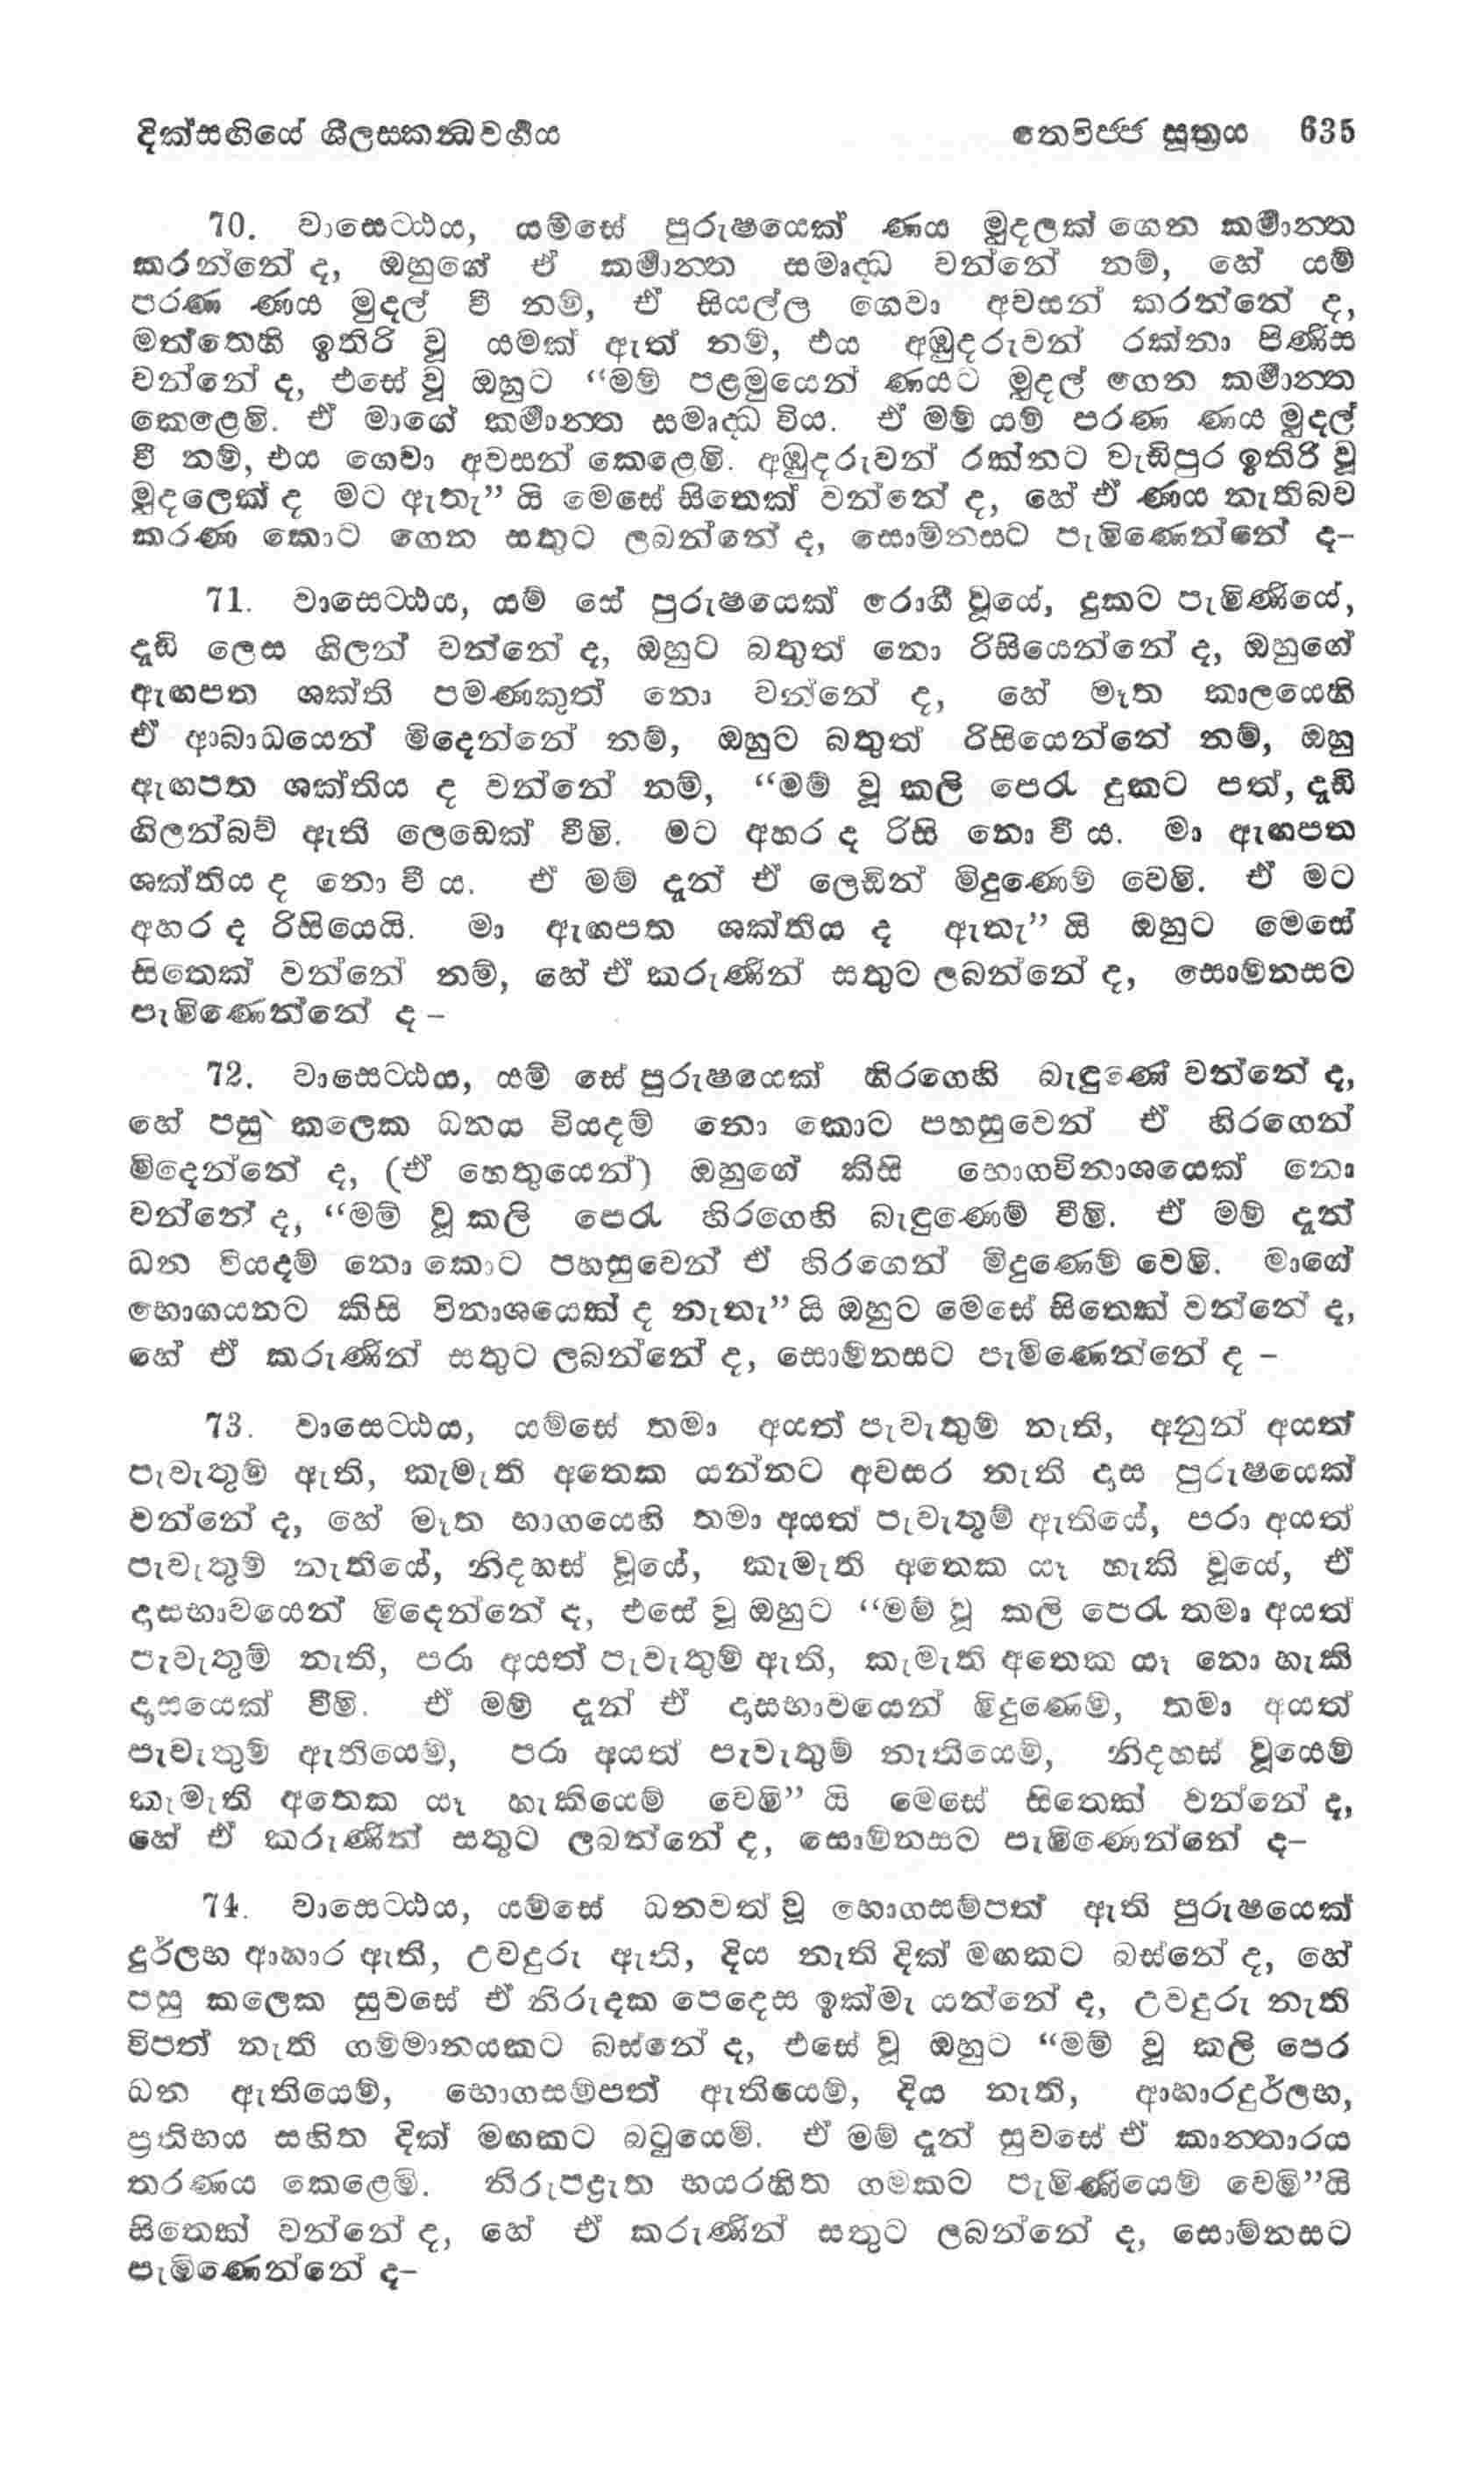 දික්සඟියේ ශීලස්කන්‍ධවර්‍ගය තෙවිජ්ජ සූත්‍රය 635
70. වාසෙට්ඨය, යම්සේ පුරුෂයෙක් ණය මුදලක් ගෙන කර්‍මාන්ත
කරන්නේ ද, ඔහුගේ ඒ කර්‍මාන්ත සමෘද්ධ වන්නේ නම්, හේ යම්
පරණ ණය මුදල් වී නම්, ඒ සියල්ල ගෙවා අවසන් කරන්නේ ද,
මත්තෙහි ඉතිරි වූ යමක් ඇත් නම්, එය අඹුදරුවන් රක්නා පිණිස
වන්නේ ද, එසේ වූ ඔහුට “මම් පළමුයෙන් ණයට මුදල් ගෙන කර්‍මාන්ත
කෙළෙමි. ඒ මාගේ කර්‍මාන්ත සමෘද්ධ විය. ඒ මම් යම් පරණ ණය මුදල්
වී නම්, එය ගෙවා අවසන් කෙළෙමි. අඹුදරුවන් රක්නට වැඩිපුර ඉතිරි වූ
මුදලෙක් ද මට ඇතැ” යි මෙසේ සිතෙක් වන්නේ ද, හේ ඒ ණය නැතිබව
කරණ කොට ගෙන සතුට ලබන්නේ ද, සොම්නසට පැමිණෙන්නේ ද–
71. වාසෙට්ඨය, යම් සේ පුරුෂයෙක් රොගී වූයේ, දුකට පැමිණියේ,
දැඩි ලෙස ගිලන් වන්නේ ද, ඔහුට බතුත් නො රිසියෙන්නේ ද, ඔහුගේ
ඇඟපත ශක්ති පමණකුත් නො වන්නේ ද, හේ මෑත කාලයෙහි
ඒ ආබාධයෙන් මිදෙන්නේ නම්, ඔහුට බතුත් රිසියෙන්නේ නම්, ඔහු
ඇඟපත ශක්තිය ද වන්නේ නම්, “මම් වූ කලි පෙරැ දුකට පත්, දැඩි
ගිලන්බව් ඇති ලෙඩෙක් වීමි. මට අහර ද රිසි නො වී ය. මා ඇඟපත
ශක්තිය ද නො වී ය. ඒ මම් දැන් ඒ ලෙඩින් මිදුණෙම් වෙමි. ඒ මට
අහර ද රිසියෙයි. මා ඇඟපත ශක්තිය ද ඇතැ” යි ඔහුට මෙසේ
සිතෙක් වන්නේ නම්, හේ ඒ කරුණින් සතුට ලබන්නේ ද, සොම්නසට
පැමිණෙන්නේ ද –
72. වාසෙට්ඨය, යම් සේ පුරුෂයෙක් හිරගෙහි බැඳුණේ වන්නේ ද,
හේ පසු කලෙක ධනය වියදම් නො කොට පහසුවෙන් ඒ හිරගෙන්
මිදෙන්නේ ද, (ඒ හෙතුයෙන්) ඔහුගේ කිසි භොගවිනාශයෙක් නො
වන්නේ ද, “මම් වූ කලි පෙරැ හිරගෙහි බැඳුණෙම් වීමි. ඒ මම් දැන්
ධන වියදම් නො කොට පහසුවෙන් ඒ හිරගෙන් මිදුණෙම් වෙමි. මාගේ
භොගයනට කිසි විනාශයෙක් ද නැතැ” යි ඔහුට මෙසේ සිතෙක් වන්නේ ද,
හේ ඒ කරුණින් සතුට ලබන්නේ ද, සොම්නසට පැමිණෙන්නේ ද –
73. වාසෙට්ඨය, යම්සේ තමා අයත් පැවැතුම් නැති, අනුන් අයත්
පැවැතුම් ඇති, කැමැති අතෙක යන්නට අවසර නැති දාස පුරුෂයෙක්
වන්නේ ද, හේ මෑත භාගයෙහි තමා අයත් පැවැතුම් ඇතියේ, පරා අයත්
පැවැතුම් නැතියේ, නිදහස් වූයේ, කැමැති අතෙක යෑ හැකි වූයේ, ඒ
දාසභාවයෙන් මිදෙන්නේ ද, එසේ වූ ඔහුට “මම් වූ කලි පෙරැ තමා අයත්
පැවැතුම් නැති, පරා අයත් පැවැතුම් ඇති, කැමැති අතෙක යෑ නො හැකි
දාසයෙක් වීමි. ඒ මම් දැන් ඒ දාසභාවයෙන් මිදුණෙමි, තමා අයත්
පැවැතුම් ඇතියෙමි, පරා අයත් පැවැතුම් නැතියෙමි, නිදහස් වූයෙම්
කැමැති අතෙක යෑ හැකියෙම් වෙමි” යි මෙසේ සිතෙක් වන්නේ ද,
හේ ඒ කරුණින් සතුට ලබන්නේ ද, සොම්නසට පැමිණෙන්නේ ද–
74. වාසෙට්ඨය, යම්සේ ධනවත් වූ භොගසම්පත් ඇති පුරුෂයෙක්
දුර්ලභ ආහාර ඇති, උවදුරු ඇති, දිය නැති දික් මඟකට බස්නේ ද, හේ
පසු කලෙක සුවසේ ඒ නිරුදක පෙදෙස ඉක්මැ යන්නේ ද, උවදුරු නැති
විපත් නැති ගම්මානයකට බස්නේ ද, එසේ වූ ඔහුට “මම් වූ කලි පෙර
ධන ඇතියෙම්, භොගසම්පත් ඇතියෙම්, දිය නැති, ආහාරදුර්ලභ,
ප්‍රතිභය සහිත දික් මඟකට බටුයෙමි. ඒ මම් දැන් සුවසේ ඒ කාන්තාරය
තරණය කෙළෙමි. නිරුපද්‍රැත භයරහිත ගමකට පැමිණියෙම් වෙමි”යි
සිතෙක් වන්නේ ද, හේ ඒ කරුණින් සතුට ලබන්නේ ද, සොම්නසට
පැමිණෙන්නේ ද–